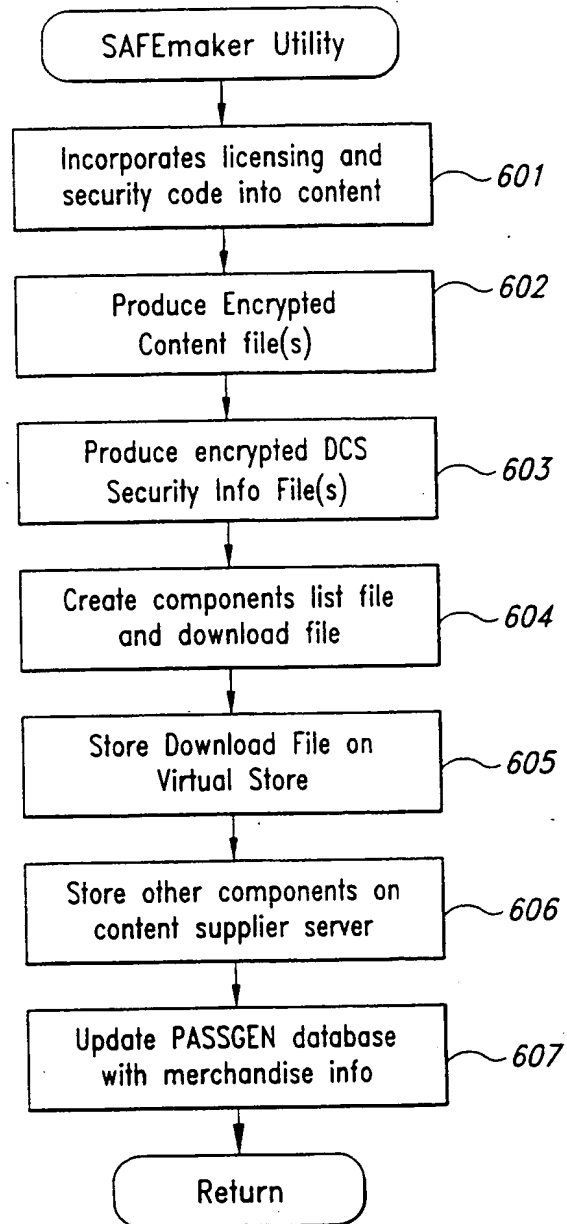 SAFEmaker Utility
Incorporates licensing and
security code into content
601
Produce Encrypted
Content file(s)
602
Produce encrypted DCS
Security Info File(s)
603
Create components list file
and download file
604
Store Download File on
Virtual Store
605
Store other components on
content supplier server
606
Update PASSGEN database
with merchandise info
607
Return